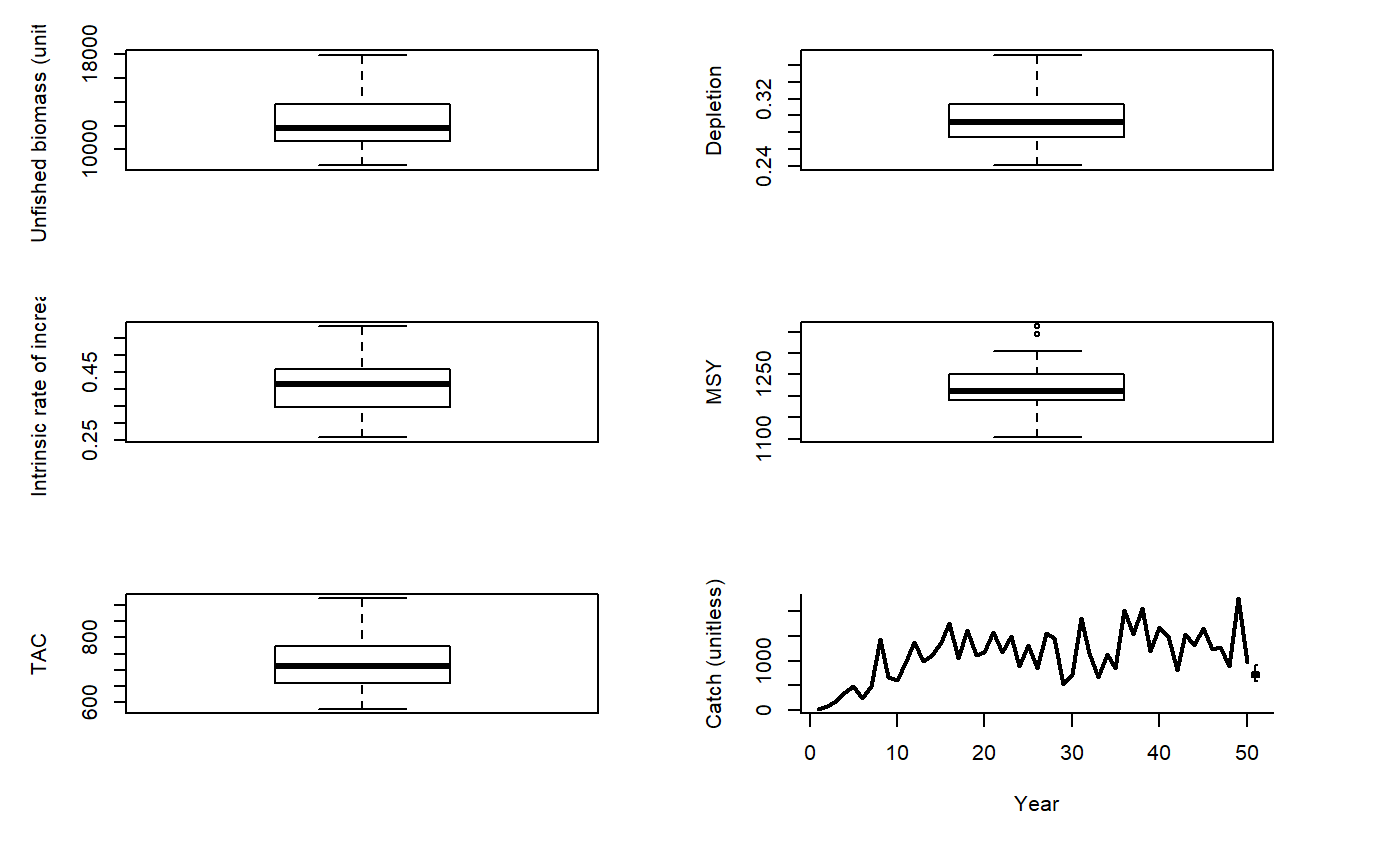 Unfished biomass (unit
18000
10000
Depletion
0.32
0.24
Intrinsic rate of increa
0.45
0.25
MSY
1250
1100
TAC
800
600
Catch (unitless)
1000
0
0 10 20 30 40 50
Year